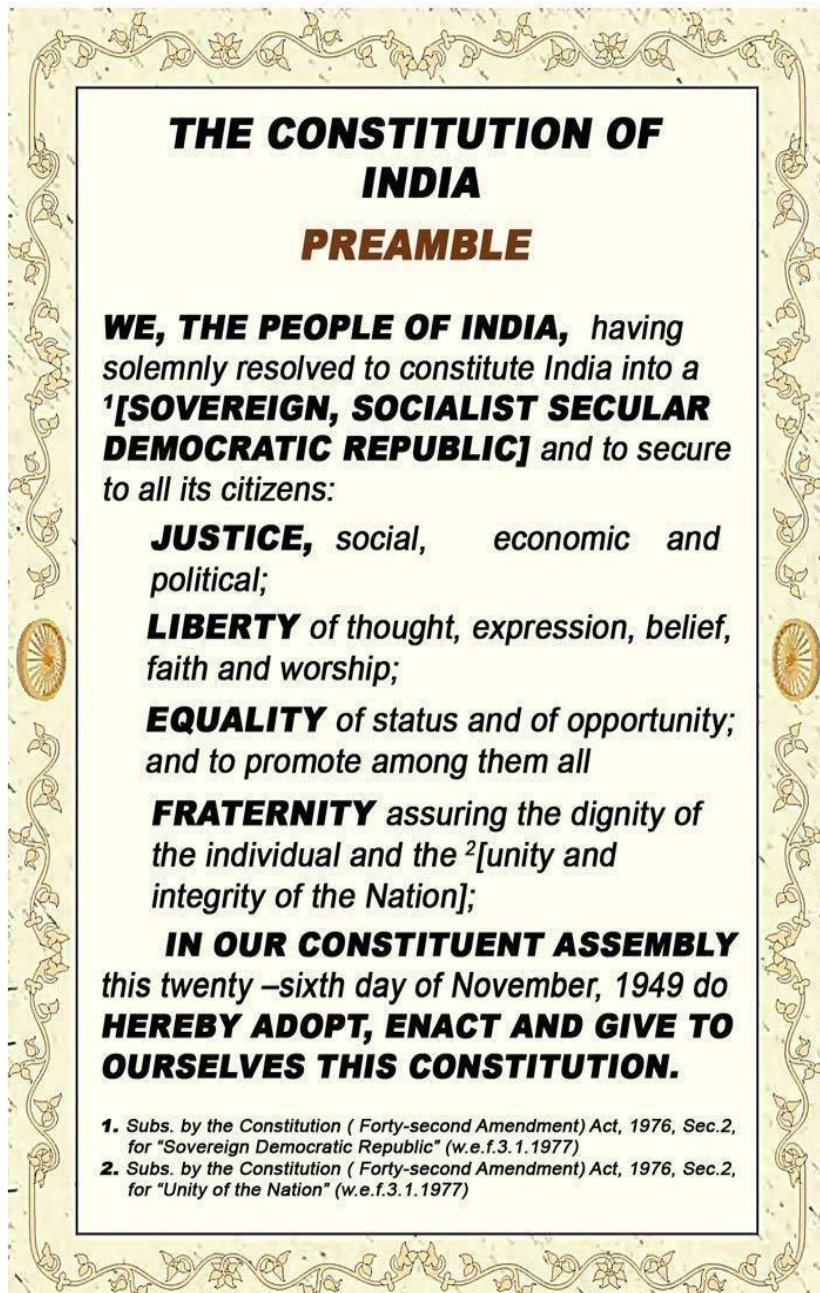 THE CONSTITUTION OF
INDIA
PREAMBLE
WE, THE PEOPLE OF INDIA, having
solemnly resolved to constitute India into a
¹[SOVEREIGN, SOCIALIST SECULAR
DEMOCRATIC REPUBLIC] and to secure
to all its citizens:
JUSTICE, social, economic and
political;
LIBERTY of thought, expression, belief,
faith and worship;
EQUALITY of status and of opportunity;
and to promote among them all
FRATERNITY assuring the dignity of
the individual and the ²[unity and
integrity of the Nation];
IN OUR CONSTITUENT ASSEMBLY
this twenty –sixth day of November, 1949 do
HEREBY ADOPT, ENACT AND GIVE TO
OURSELVES THIS CONSTITUTION.
1. Subs. by the Constitution ( Forty-second Amendment) Act, 1976, Sec.2,
for “Sovereign Democratic Republic” (w.e.f.3.1.1977)
2. Subs. by the Constitution ( Forty-second Amendment) Act, 1976, Sec.2,
for “Unity of the Nation” (w.e.f.3.1.1977)